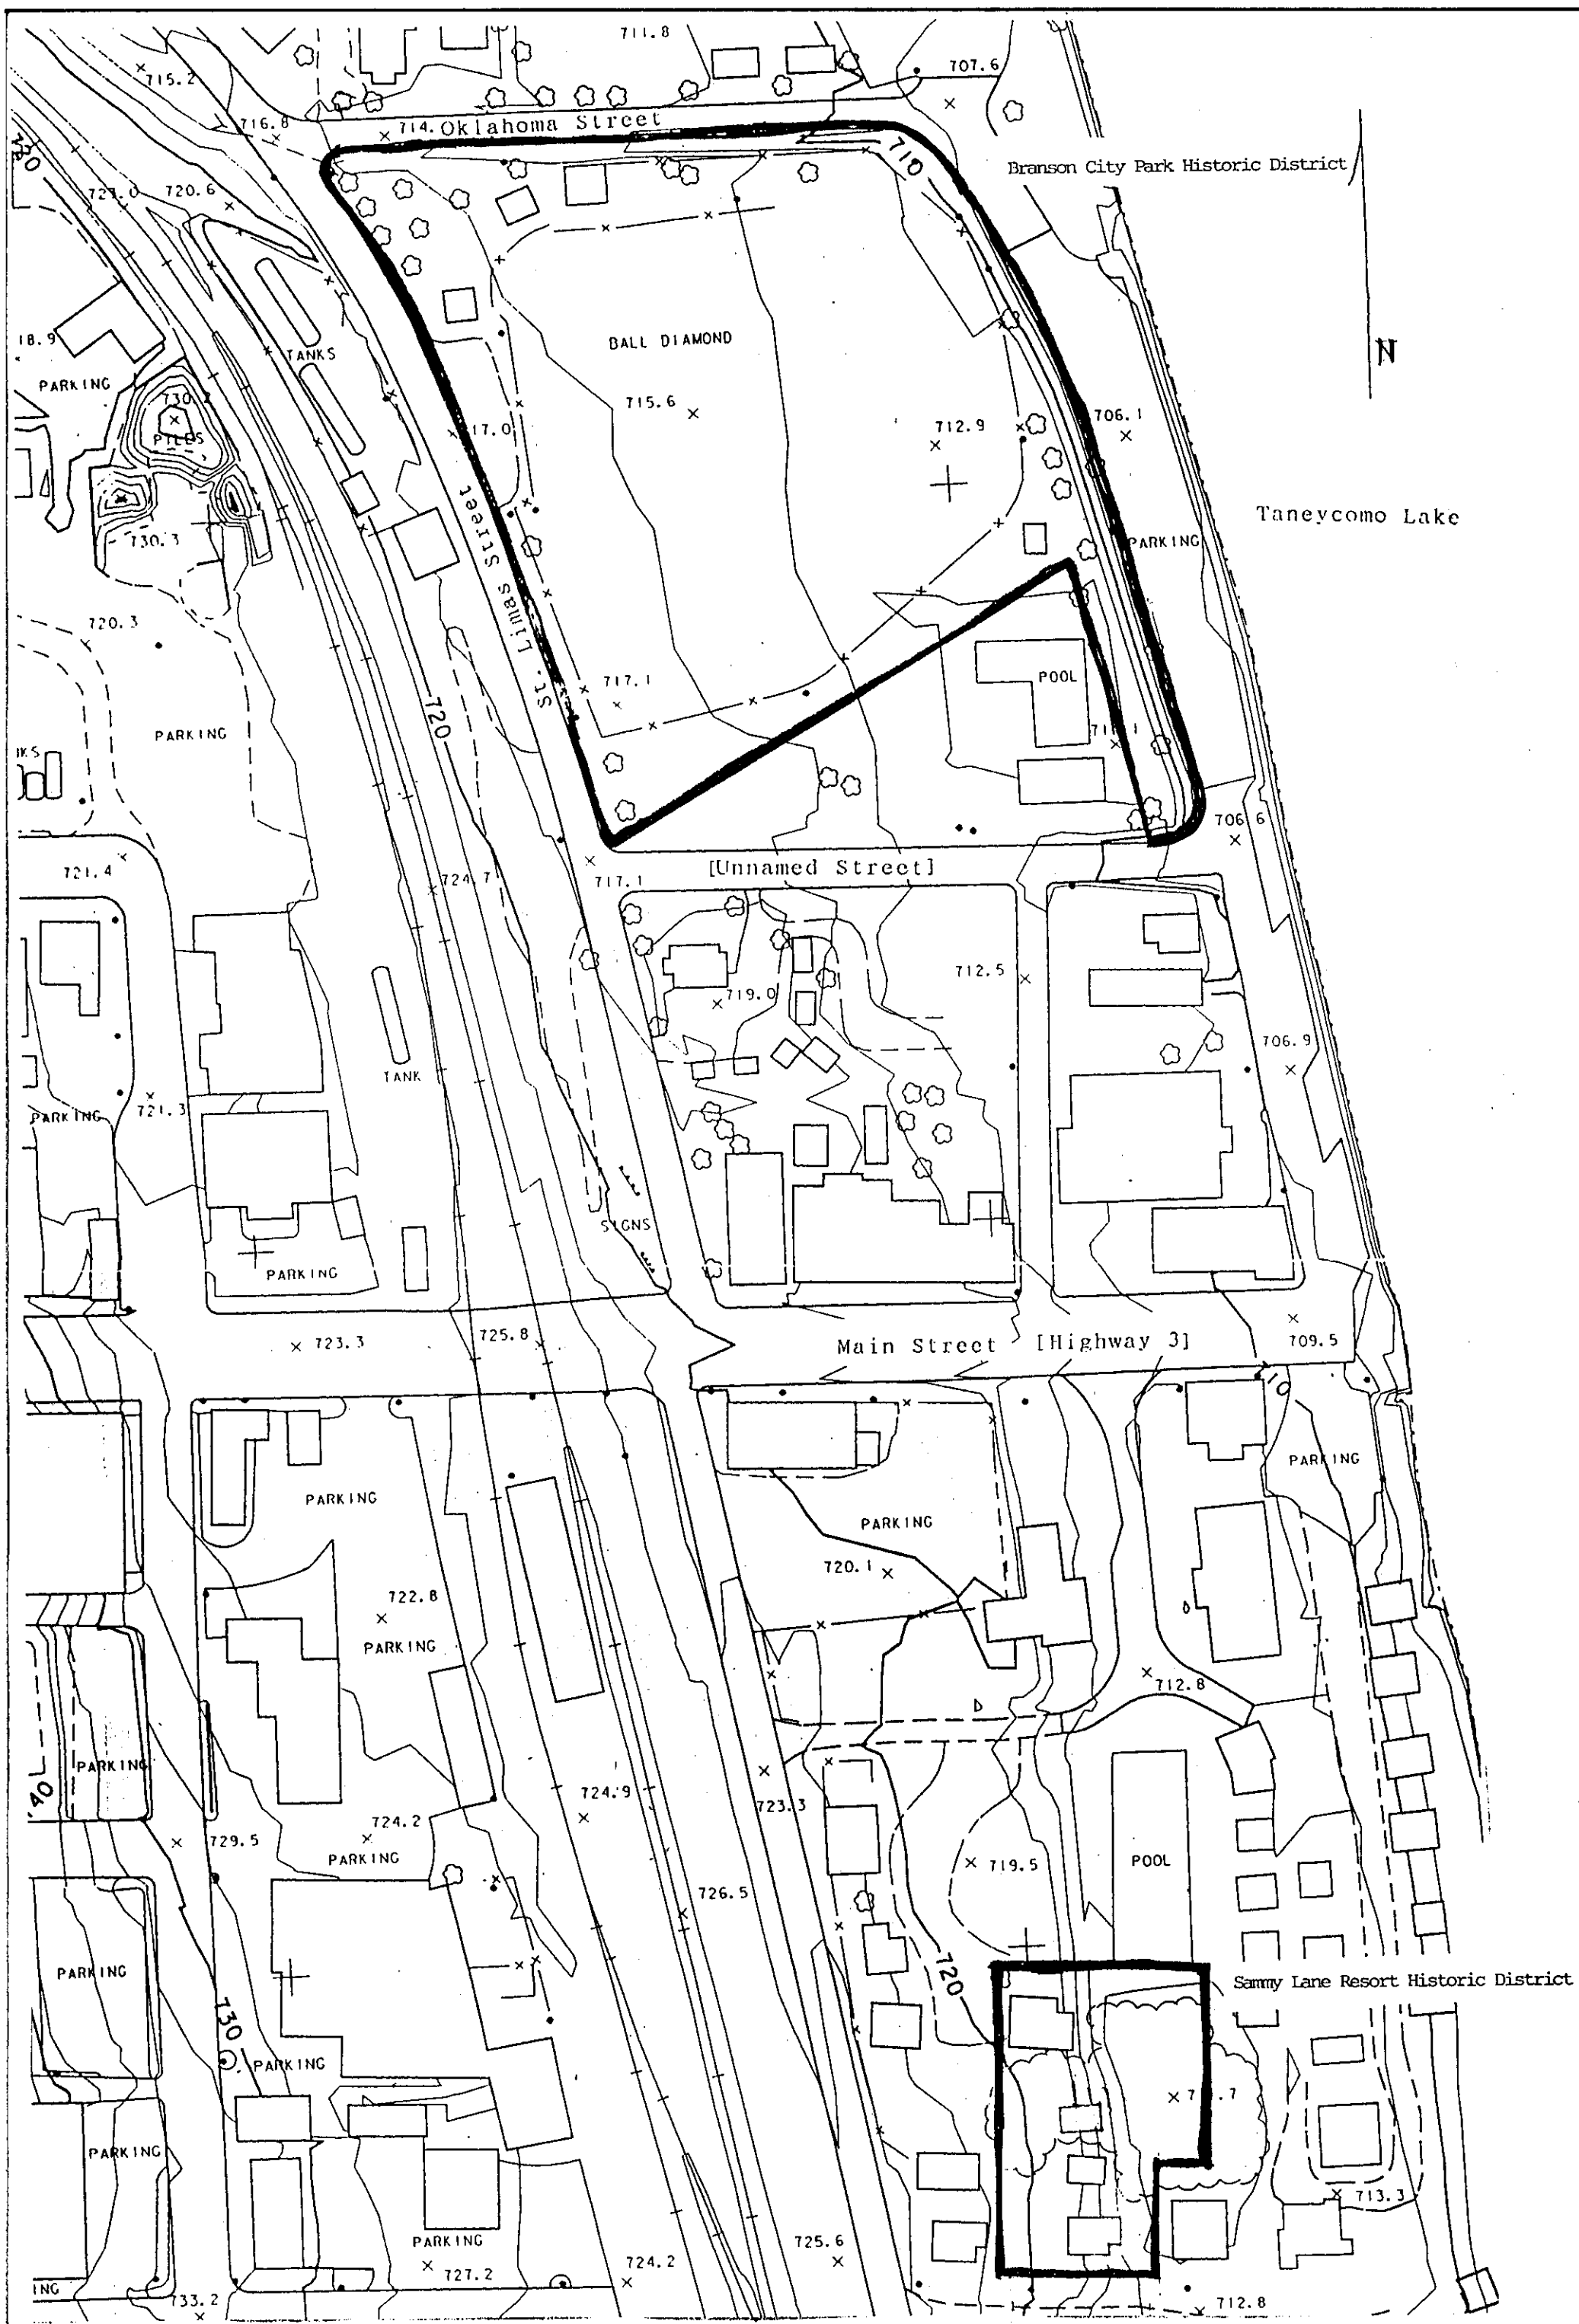 711.8
707.6
715.2
716.8
714. Oklahoma Street
710
Branson City Park Historic District
720
720.6
TANKS
BALL DIAMOND
N
18.9
PARKING
715.6
712.9
706.1
17.0
PILES
730.3
Taneycomo Lake
PARKING
St. Limas Street
720.3
717.1
POOL
720
PARKING
706.6
721.4
724.7
717.1
[Unnamed Street]
712.5
719.0
706.9
TANK
PARKING
721.3
SIGNS
PARKING
723.3
725.8
Main Street [Highway 3]
709.5
PARKING
PARKING
PARKING
720.1
722.8
PARKING
712.8
PARKING
724.9
723.3
729.5
724.2
PARKING
719.5
POOL
726.5
PARKING
720
Sammy Lane Resort Historic District
730
PARKING
PARKING
713.3
PARKING
727.2
724.2
725.6
712.8
ING
733.2